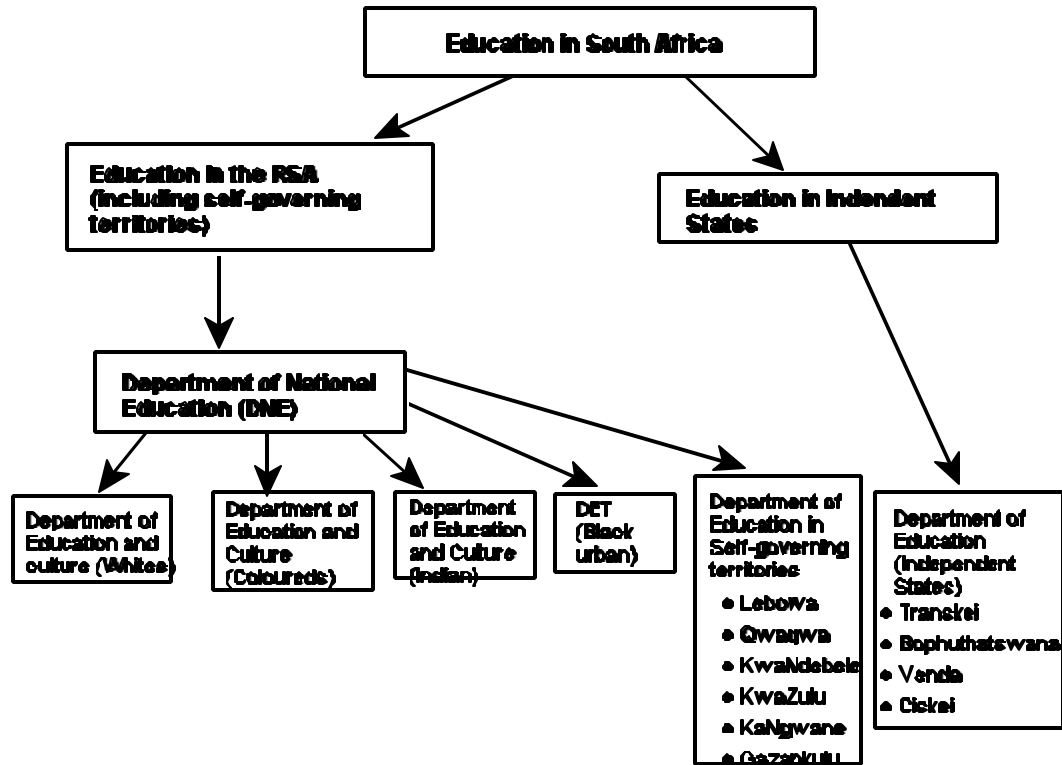 Education in South Africa
Education in the RSA
(including self-governing
territories)
Education in Indendent
States
Department of National
Education (DNE)
Department of
Education and
culture (Whites)
Department of
Education and
Culture
(Coloureds)
Department
of Education
and Culture
(Indian)
DET
(Black
urban)
Department of
Education in
Self-governing
territories
• Lebowa
• Qwaqwa
• KwaNdebele
• KwaZulu
• KaNgwane
• Gazankulu
Department of
Education
(Independent
States)
• Transkei
• Bophuthatswana
• Venda
• Ciskei